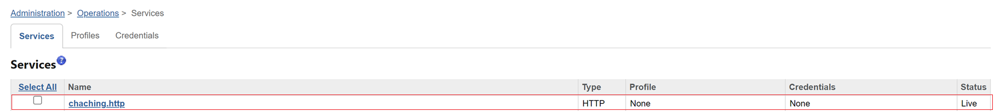 Administration > Operations > Services
Services Profiles Credentials
Services ?
Select All Name Type Profile Credentials Status
chaching.http HTTP None None Live